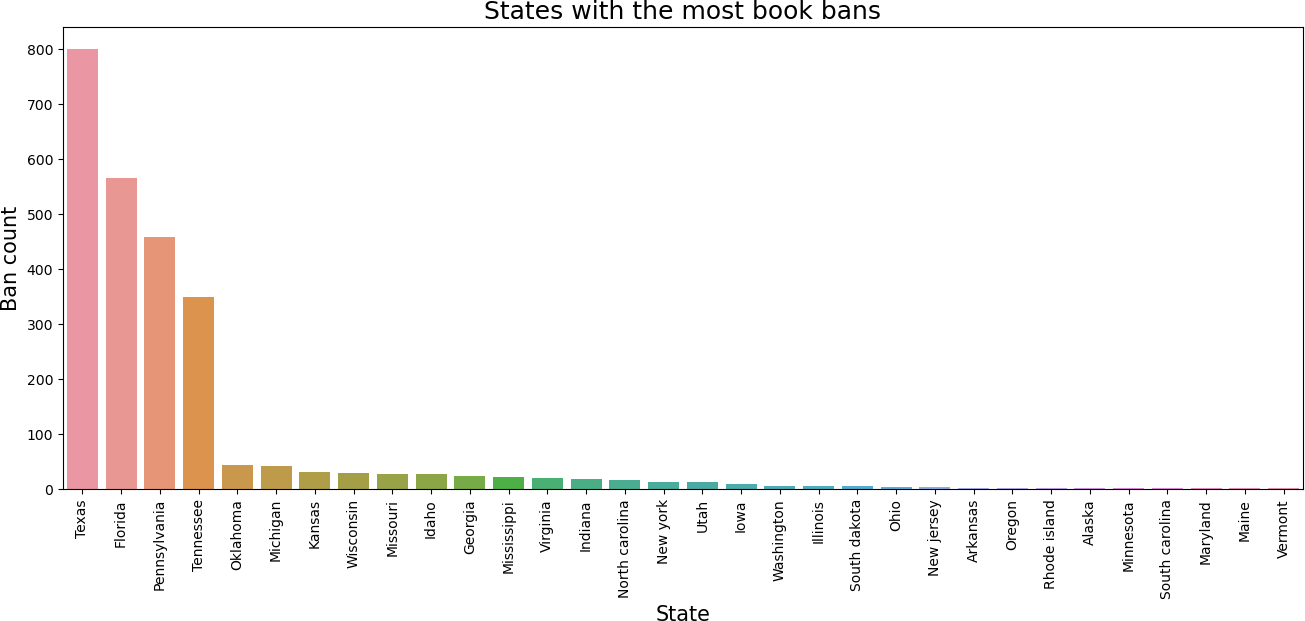 States with the most book bans
800
700
600
500
400
300
200
100
0
Ban count
Texas
Florida
Pennsylvania
Tennessee
Oklahoma
Michigan
Kansas
Wisconsin
Missouri
Idaho
Georgia
Mississippi
Virginia
Indiana
North carolina
New york
Utah
Iowa
Washington
Illinois
South dakota
Ohio
New jersey
Arkansas
Oregon
Rhode island
Alaska
Minnesota
South carolina
Maryland
Maine
Vermont
State